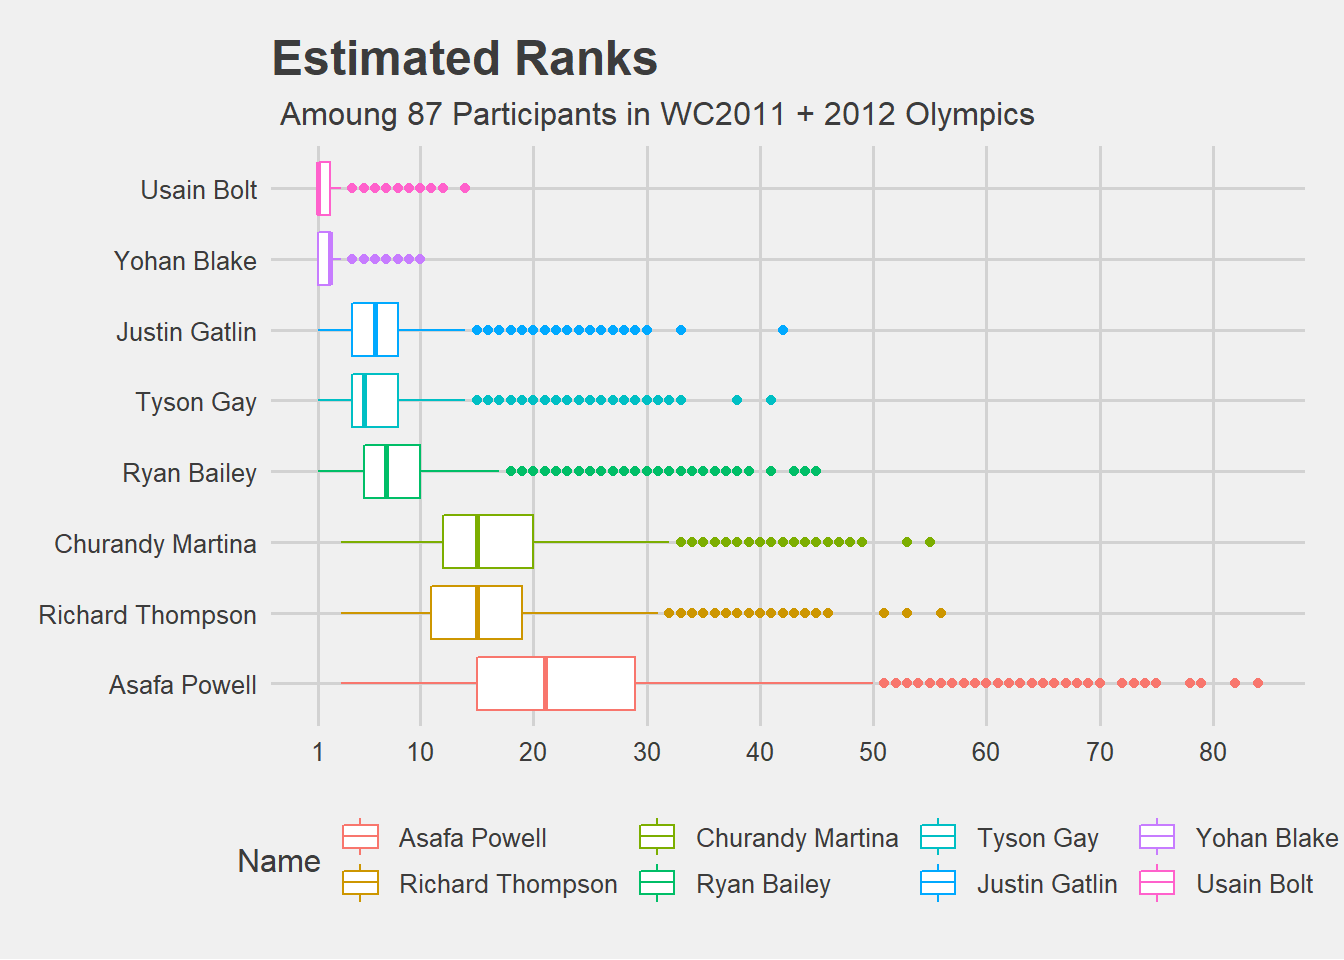 Estimated Ranks
Amoung 87 Participants in WC2011 + 2012 Olympics
Usain Bolt
Yohan Blake
Justin Gatlin
Tyson Gay
Ryan Bailey
Churandy Martina
Richard Thompson
Asafa Powell
1 10 20 30 40 50 60 70 80
Name
Asafa Powell Churandy Martina Tyson Gay Yohan Blake
Richard Thompson Ryan Bailey Justin Gatlin Usain Bolt